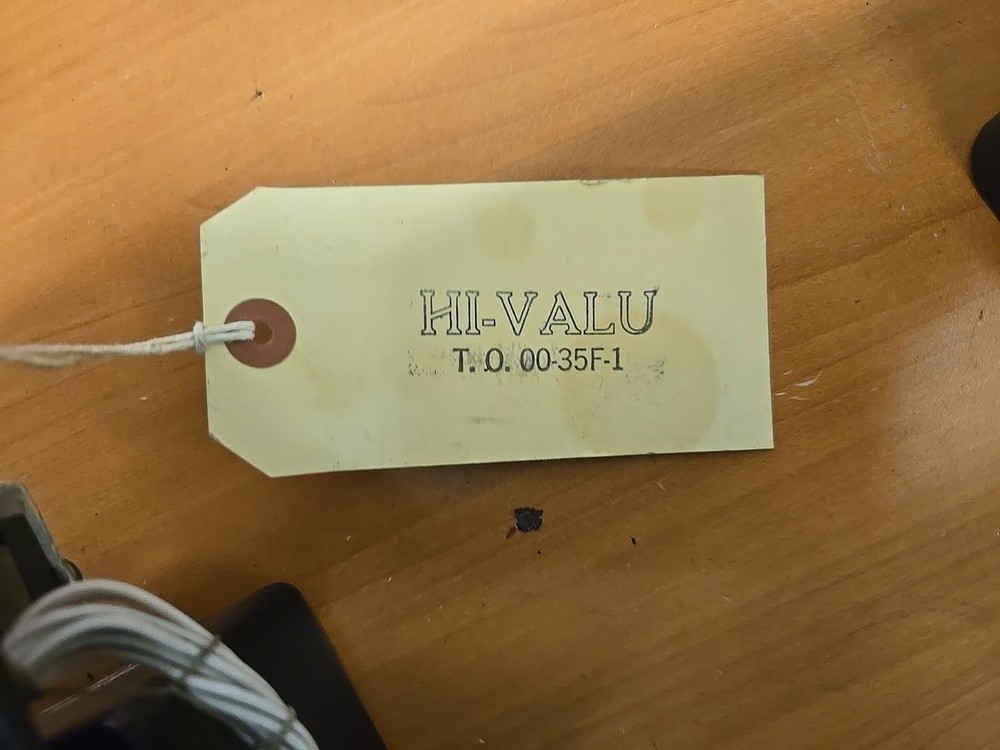 HI-VALU
T. O. 00-35F-1